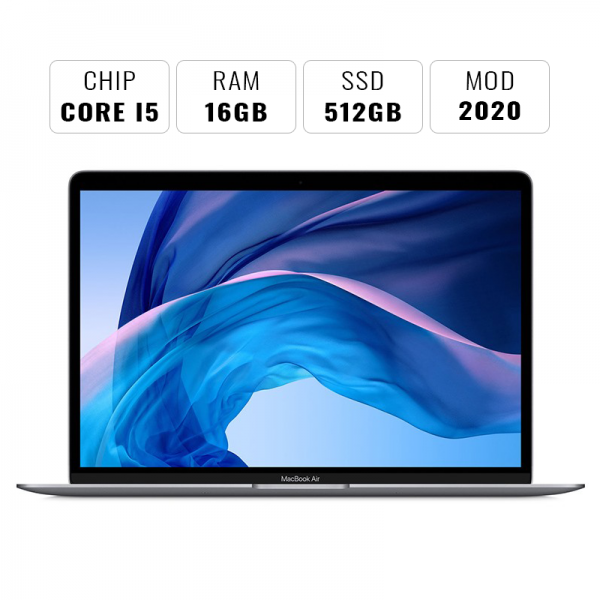 CHIP
CORE I5
RAM
16GB
SSD
512GB
MOD
2020
MacBook Air